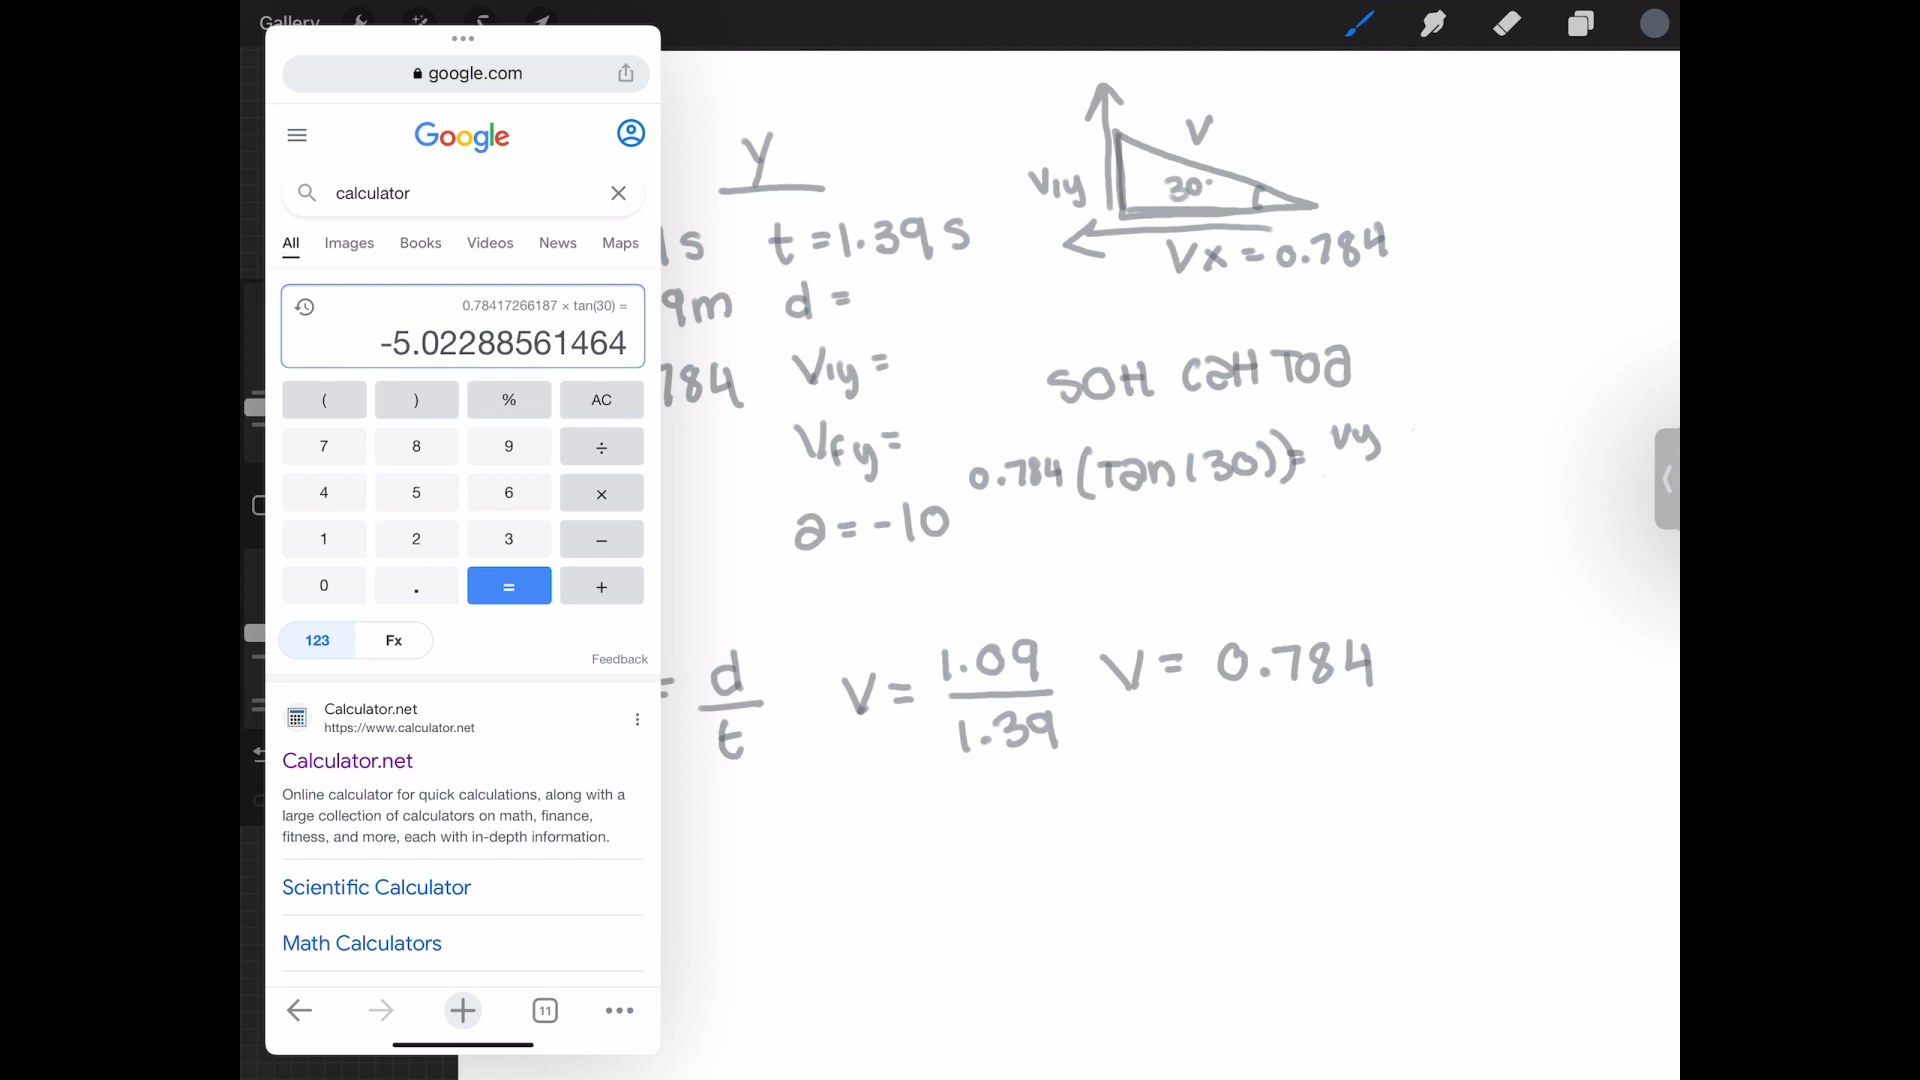 Gallery
google.com
Google
calculator
All Images Books Videos News Maps
0.78417266187 × tan(30) =
-5.02288561464
( ) % AC
7 8 9 ÷
4 5 6 ×
1 2 3 −
0 . = +
123 Fx
Feedback
Calculator.net
https://www.calculator.net
Calculator.net
Online calculator for quick calculations, along with a
large collection of calculators on math, finance,
fitness, and more, each with in-depth information.
Scientific Calculator
Math Calculators
11
y
s t = 1.39 s
9m d =
784 V1y =
Vfy =
a = -10
V
V1y 30°
Vx = 0.784
SOH CAH TOA
0.784 (Tan(30)) = Vy
= d/t V = 1.09/1.39 V = 0.784